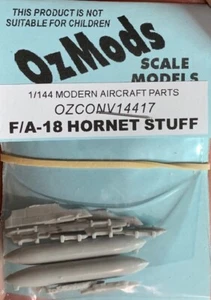 THIS PRODUCT IS NOT
SUITABLE FOR CHILDREN
OzMods
SCALE
MODELS
1/144 MODERN AIRCRAFT PARTS
OZCONV14417
F/A-18 HORNET STUFF